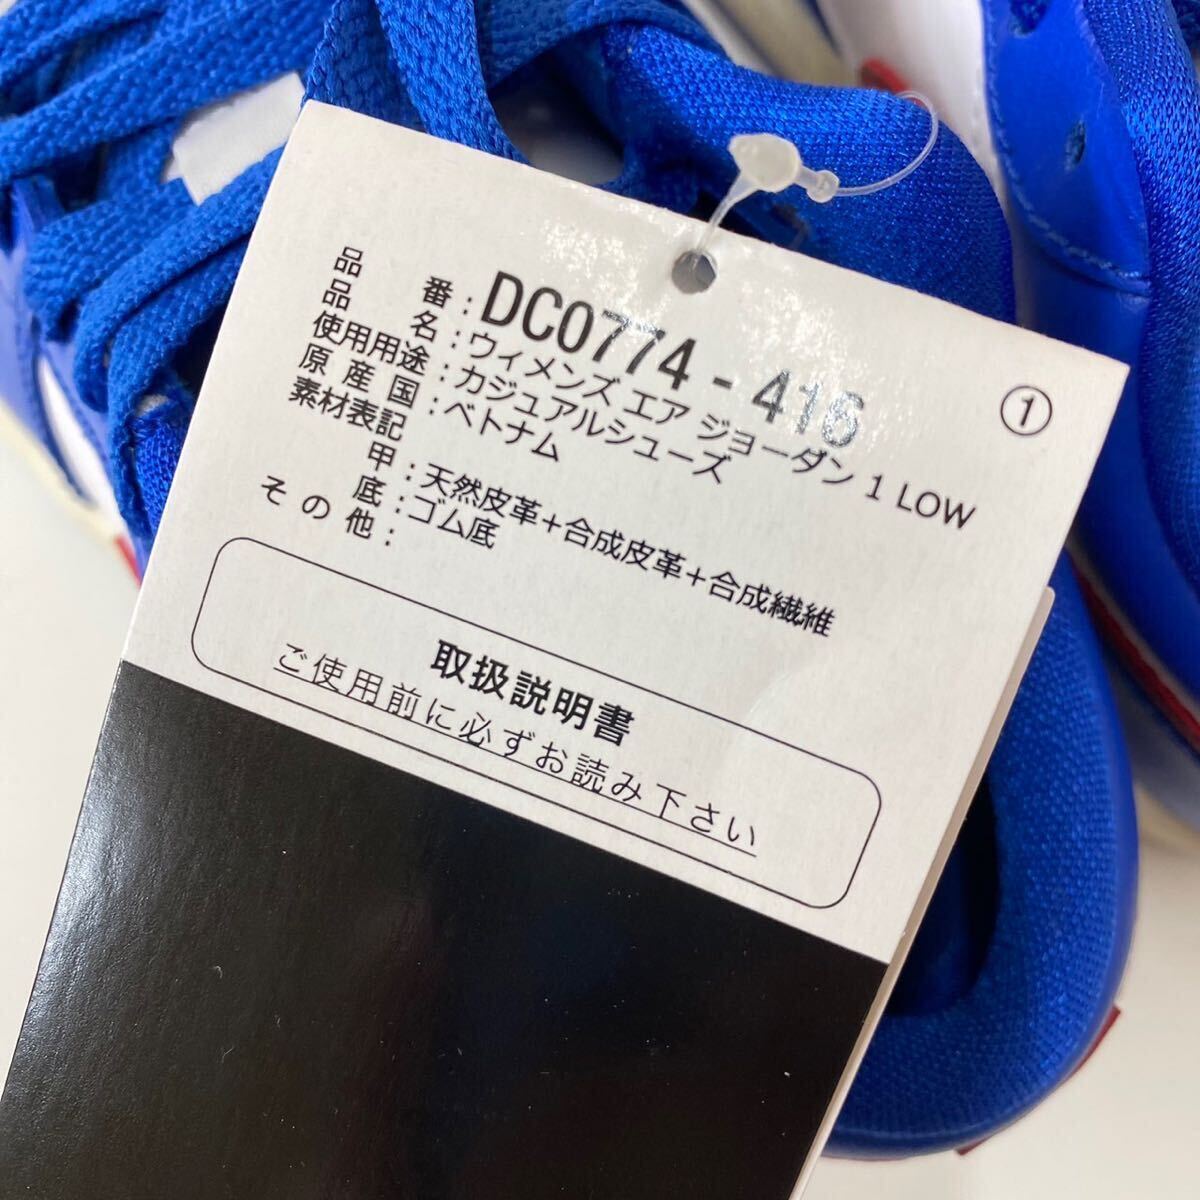 品番：DC0774-416
品名：ウィメンズ エア ジョーダン 1 LOW
使用用途：カジュアルシューズ
原産国：ベトナム
素材表記
甲：天然皮革+合成皮革+合成繊維
底：ゴム底
その他：
①
取扱説明書
ご使用前に必ずお読み下さい